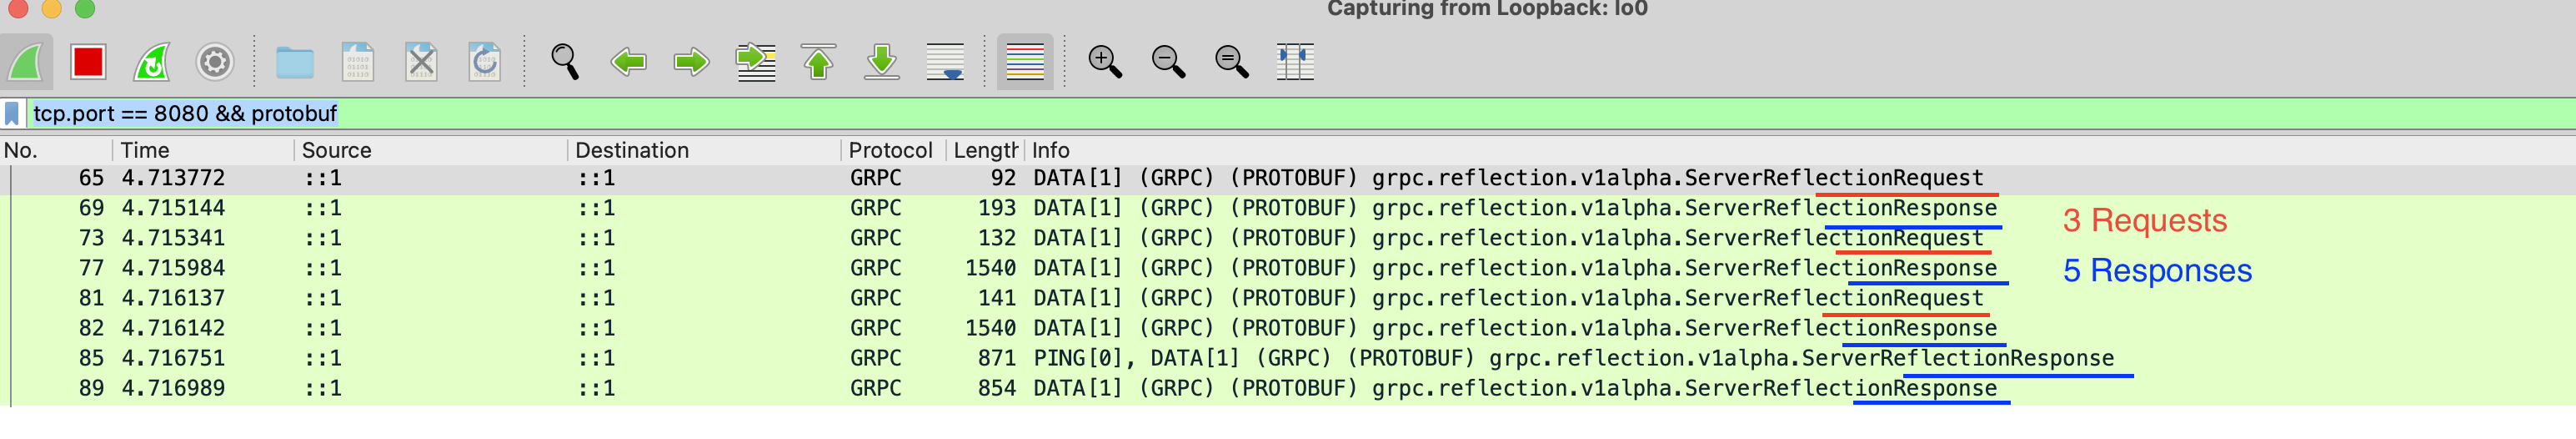 Capturing from Loopback: lo0
tcp.port == 8080 && protobuf
No. Time Source Destination Protocol Length Info
65 4.713772 ::1 ::1 GRPC 92 DATA[1] (GRPC) (PROTOBUF) grpc.reflection.v1alpha.ServerReflectionRequest
69 4.715144 ::1 ::1 GRPC 193 DATA[1] (GRPC) (PROTOBUF) grpc.reflection.v1alpha.ServerReflectionResponse
3 Requests
73 4.715341 ::1 ::1 GRPC 132 DATA[1] (GRPC) (PROTOBUF) grpc.reflection.v1alpha.ServerReflectionRequest
77 4.715984 ::1 ::1 GRPC 1540 DATA[1] (GRPC) (PROTOBUF) grpc.reflection.v1alpha.ServerReflectionResponse
5 Responses
81 4.716137 ::1 ::1 GRPC 141 DATA[1] (GRPC) (PROTOBUF) grpc.reflection.v1alpha.ServerReflectionRequest
82 4.716142 ::1 ::1 GRPC 1540 DATA[1] (GRPC) (PROTOBUF) grpc.reflection.v1alpha.ServerReflectionResponse
85 4.716751 ::1 ::1 GRPC 871 PING[0], DATA[1] (GRPC) (PROTOBUF) grpc.reflection.v1alpha.ServerReflectionResponse
89 4.716989 ::1 ::1 GRPC 854 DATA[1] (GRPC) (PROTOBUF) grpc.reflection.v1alpha.ServerReflectionResponse